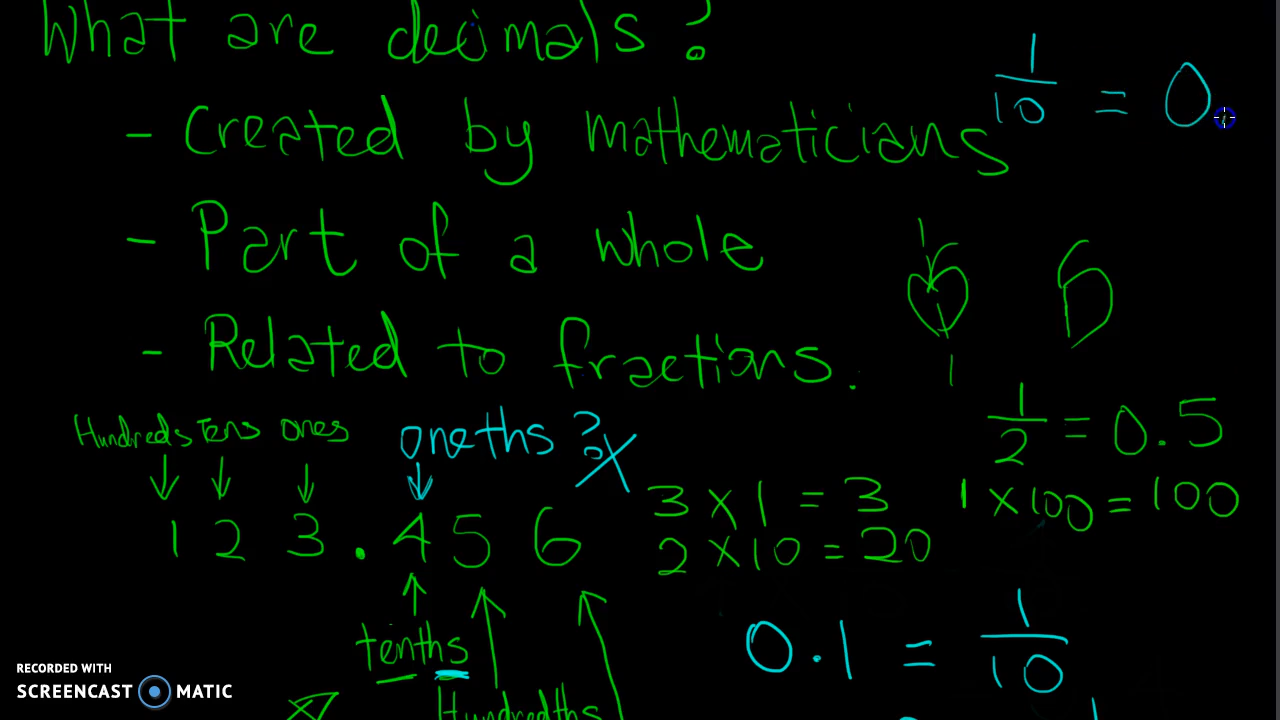 What are decimals?
1/10 = 0.
- Created by mathematicians
- Part of a whole
- Related to fractions.
1/2 = 0.5
Hundreds Tens ones oneths ?
3 x 1 = 3
1 x 100 = 100
1 2 3 . 4 5 6
2 x 10 = 20
tenths
0.1 = 1/10
Hundredths
RECORDED WITH
SCREENCAST MATIC